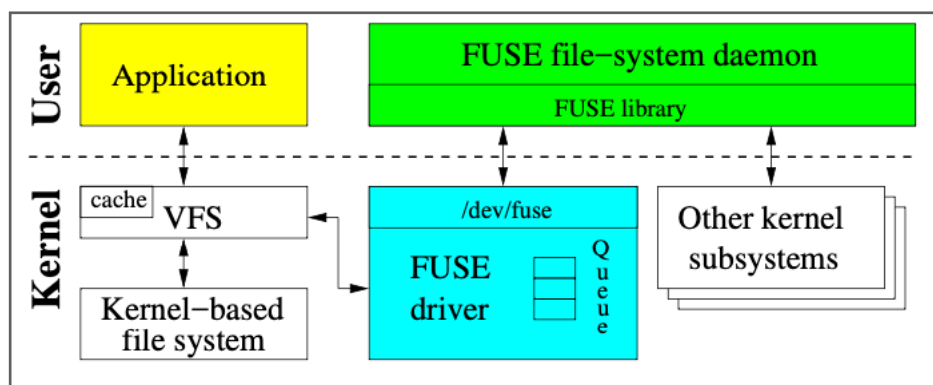 User
Application
FUSE file−system daemon
FUSE library
Kernel
cache
VFS
Kernel−based
file system
/dev/fuse
FUSE
driver
Queue
Other kernel
subsystems